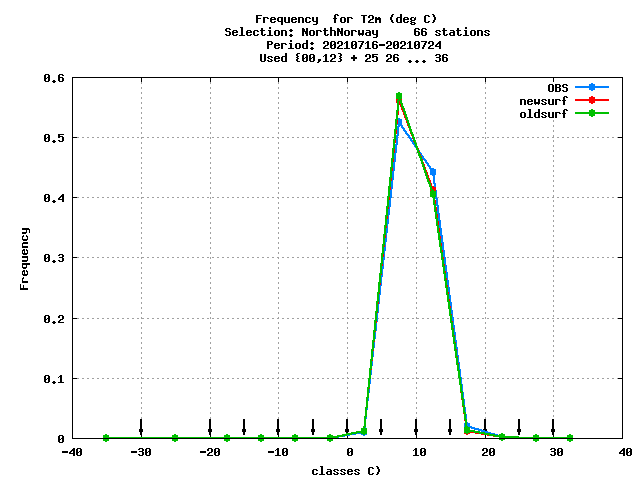 Frequency  for T2m (deg C)
Selection: NorthNorway     66 stations
Period: 20210716-20210724
Used {00,12} + 25 26 ... 36
OBS
newsurf
oldsurf
0.6
0.5
0.4
0.3
0.2
0.1
0
Frequency
-40 -30 -20 -10 0 10 20 30 40
classes C)